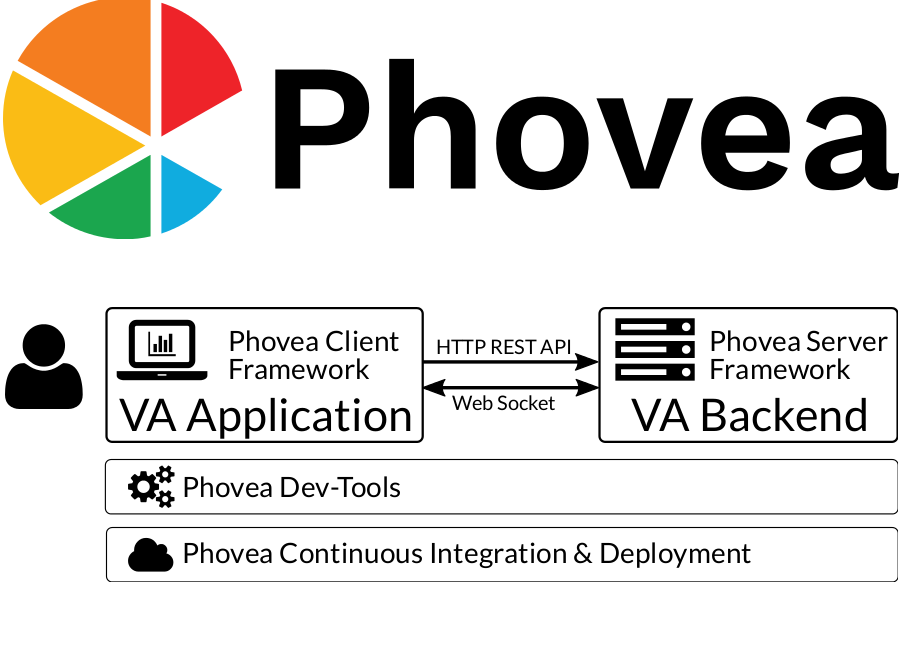 Phovea
Phovea Client
Framework
VA Application
HTTP REST API
Web Socket
Phovea Server
Framework
VA Backend
Phovea Dev-Tools
Phovea Continuous Integration & Deployment